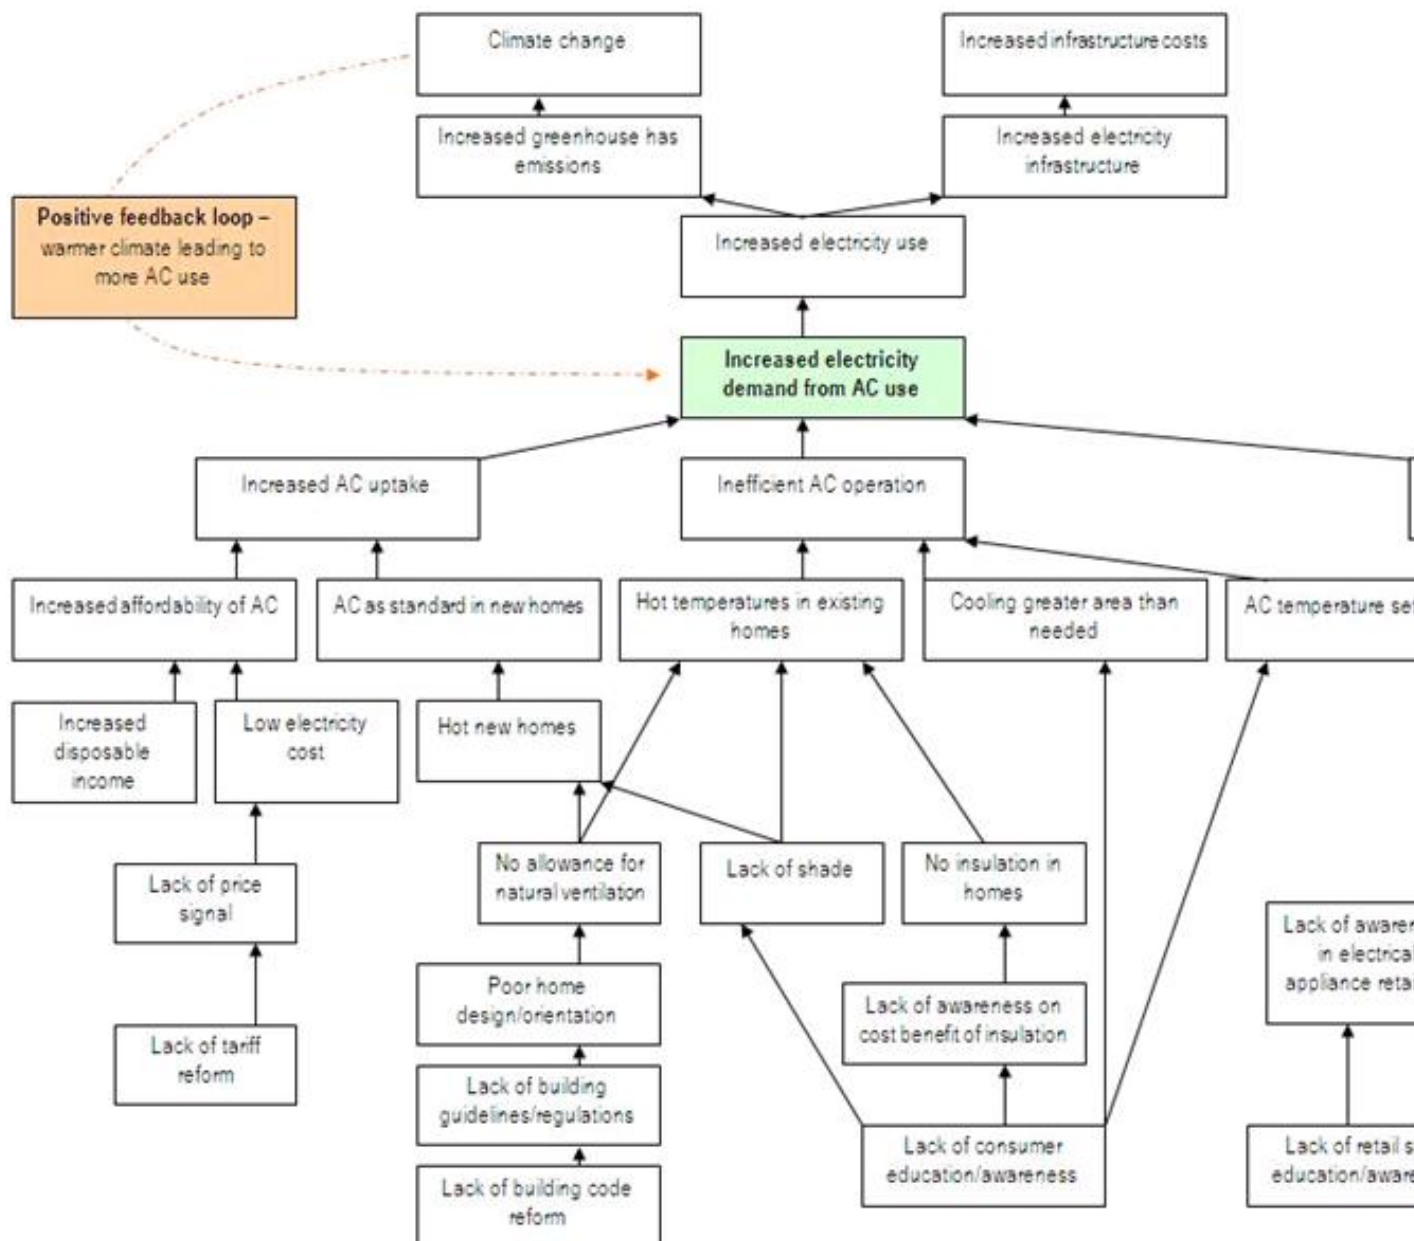 Climate change
Increased infrastructure costs
Increased greenhouse has
emissions
Increased electricity
infrastructure
Positive feedback loop –
warmer climate leading to
more AC use
Increased electricity use
Increased electricity
demand from AC use
Increased AC uptake
Inefficient AC operation
Increased affordability of AC
AC as standard in new homes
Hot temperatures in existing
homes
Cooling greater area than
needed
AC temperature set
Increased
disposable
income
Low electricity
cost
Hot new homes
Lack of price
signal
No allowance for
natural ventilation
Lack of shade
No insulation in
homes
Lack of
in electrical
appliance
Poor home
design/orientation
Lack of awareness on
cost benefit of insulation
Lack of tariff
reform
Lack of building
guidelines/regulations
Lack of consumer
education/awareness
Lack of retail
Lack of building code
reform